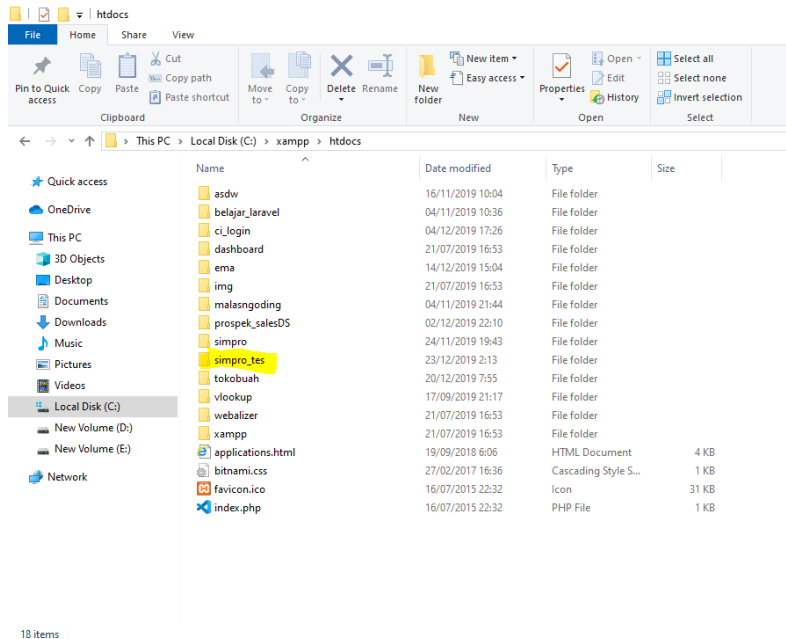 htdocs
File Home Share View
Pin to Quick access
Copy
Paste
Cut
Copy path
Paste shortcut
Clipboard
Move to
Copy to
Delete
Rename
Organize
New folder
New item
Easy access
New
Properties
Open
Edit
History
Open
Select all
Select none
Invert selection
Select
This PC > Local Disk (C:) > xampp > htdocs
Quick access
OneDrive
This PC
3D Objects
Desktop
Documents
Downloads
Music
Pictures
Videos
Local Disk (C:)
New Volume (D:)
New Volume (E:)
Network
Name Date modified Type Size
asdw 16/11/2019 10:04 File folder
belajar_laravel 04/11/2019 10:36 File folder
ci_login 04/12/2019 17:26 File folder
dashboard 21/07/2019 16:53 File folder
ema 14/12/2019 15:04 File folder
img 21/07/2019 16:53 File folder
malasngoding 04/11/2019 21:44 File folder
prospek_salesDS 02/12/2019 22:10 File folder
simpro 24/11/2019 19:43 File folder
simpro_tes 23/12/2019 2:13 File folder
tokobuah 20/12/2019 7:55 File folder
vlookup 17/09/2019 21:17 File folder
webalizer 21/07/2019 16:53 File folder
xampp 21/07/2019 16:53 File folder
applications.html 19/09/2018 6:06 HTML Document 4 KB
bitnami.css 27/02/2017 16:36 Cascading Style S... 1 KB
favicon.ico 16/07/2015 22:32 Icon 31 KB
index.php 16/07/2015 22:32 PHP File 1 KB
18 items